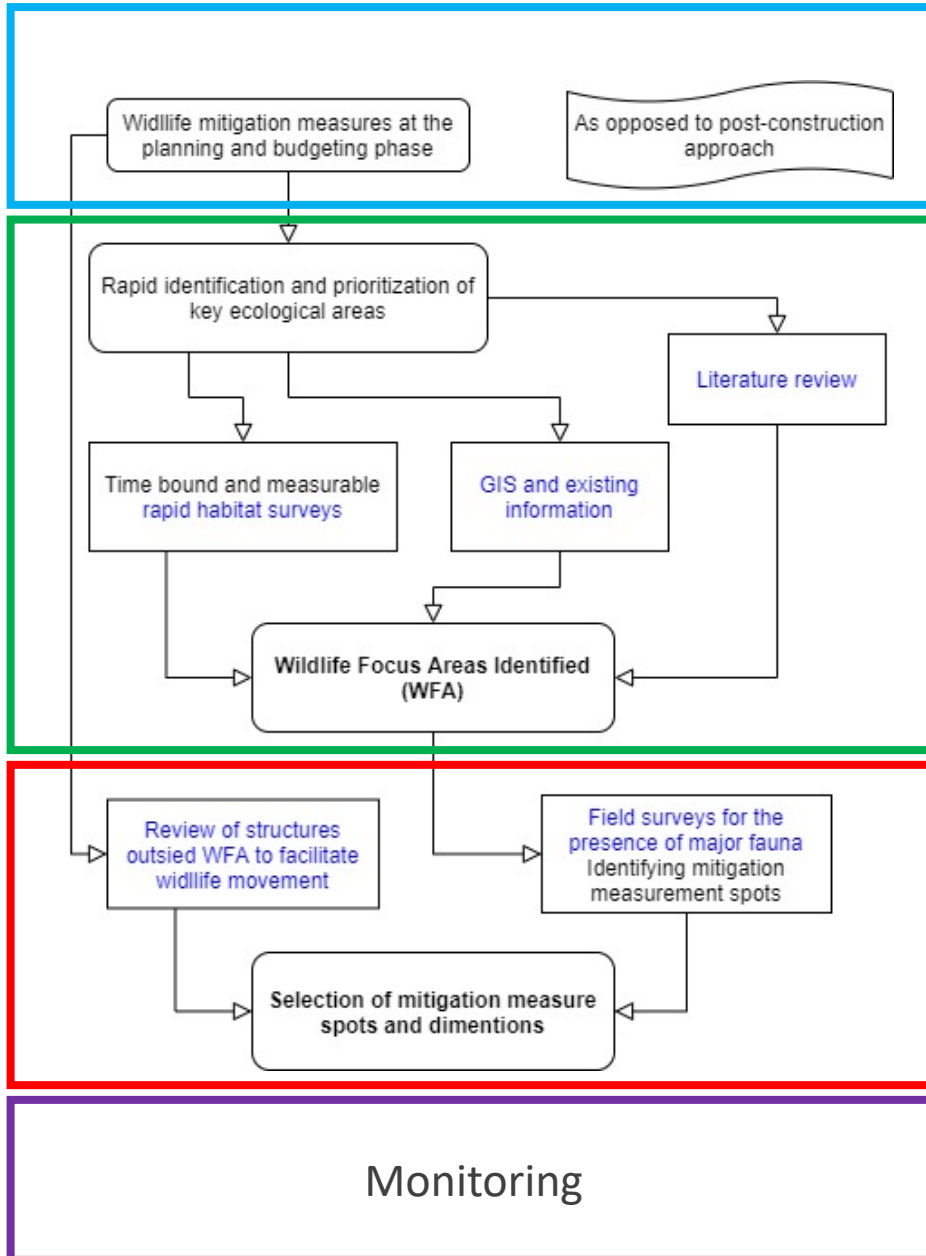 Widllife mitigation measures at the
planning and budgeting phase
As opposed to post-construction
approach
Rapid identification and prioritization of
key ecological areas
Literature review
Time bound and measurable
rapid habitat surveys
GIS and existing
information
Wildlife Focus Areas Identified
(WFA)
Review of structures
outsied WFA to facilitate
widllife movement
Field surveys for the
presence of major fauna
Identifying mitigation
measurement spots
Selection of mitigation measure
spots and dimentions
Monitoring